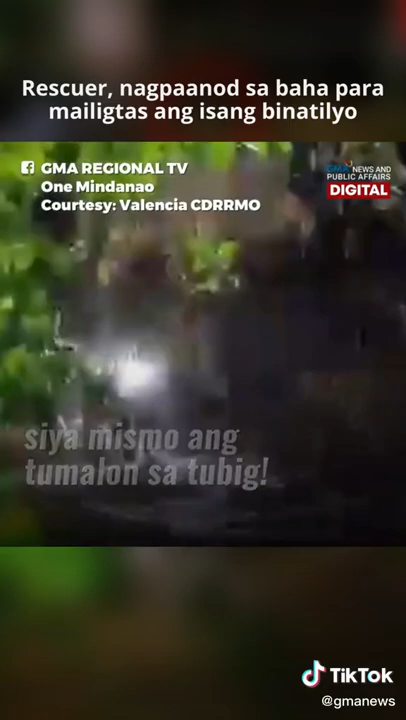 Rescuer, nagpaanod sa baha para
mailigtas ang isang binatilyo
GMA REGIONAL TV
One Mindanao
Courtesy: Valencia CDRRMO
GMA NEWS AND
PUBLIC AFFAIRS
DIGITAL
siya mismo ang
tumalon sa tubig!
TikTok
@gmanews